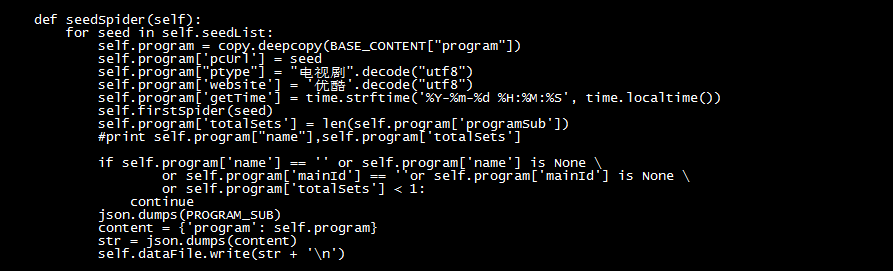 def seedSpider(self):
    for seed in self.seedList:
        self.program = copy.deepcopy(BASE_CONTENT["program"])
        self.program['pcUrl'] = seed
        self.program["ptype"] = "电视剧".decode("utf8")
        self.program['website'] = '优酷'.decode("utf8")
        self.program['getTime'] = time.strftime('%Y-%m-%d %H:%M:%S', time.localtime())
        self.firstSpider(seed)
        self.program['totalSets'] = len(self.program['programSub'])
        #print self.program["name"],self.program['totalSets']

        if self.program['name'] == '' or self.program['name'] is None \
                or self.program['mainId'] == ''or self.program['mainId'] is None \
                or self.program['totalSets'] < 1:
            continue
        json.dumps(PROGRAM_SUB)
        content = {'program': self.program}
        str = json.dumps(content)
        self.dataFile.write(str + '\n')